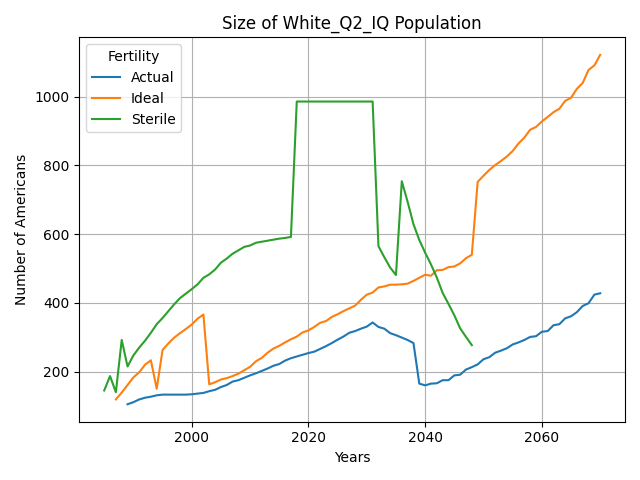 Size of White_Q2_IQ Population
Fertility
Actual
Ideal
Sterile
Number of Americans
1000
800
600
400
200
2000
2020
2040
2060
Years